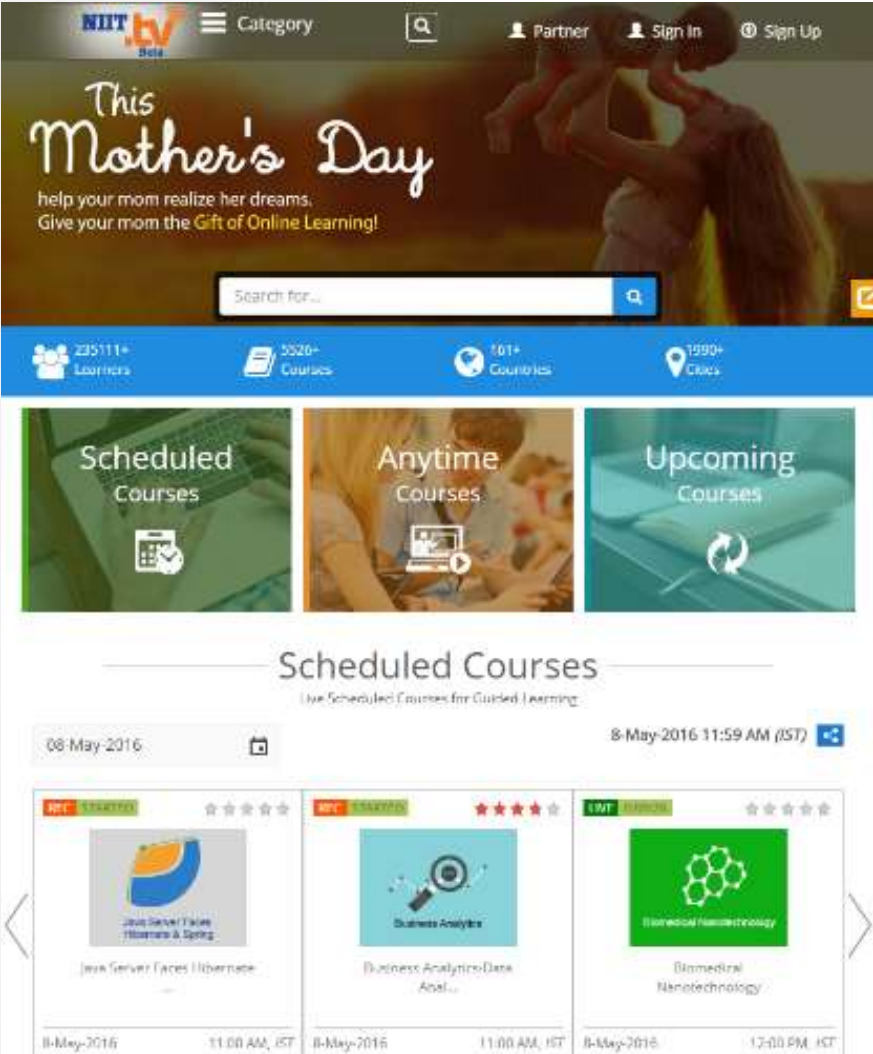 NIIT.tv
Beta
Category
Partner
Sign In
Sign Up
This
Mother's Day
help your mom realize her dreams.
Give your mom the Gift of Online Learning!
Search for...
235111+
Learners
5526+
Courses
161+
Countries
1990+
Cities
Scheduled
Courses
Anytime
Courses
Upcoming
Courses
Scheduled Courses
Live Scheduled Courses for Guided Learning
08-May-2016
8-May-2016 11:59 AM (IST)
REC STARTED
REC STARTED
LIVE
Java Server Faces
Hibernate & Spring
Business Analytics
Biomedical Nanotechnology
Java Server Faces Hibernate
...
Business Analytics-Data
Anal...
Biomedical
Nanotechnology
8-May-2016 11:00 AM, IST
8-May-2016 11:00 AM, IST
8-May-2016 12:00 PM, IST